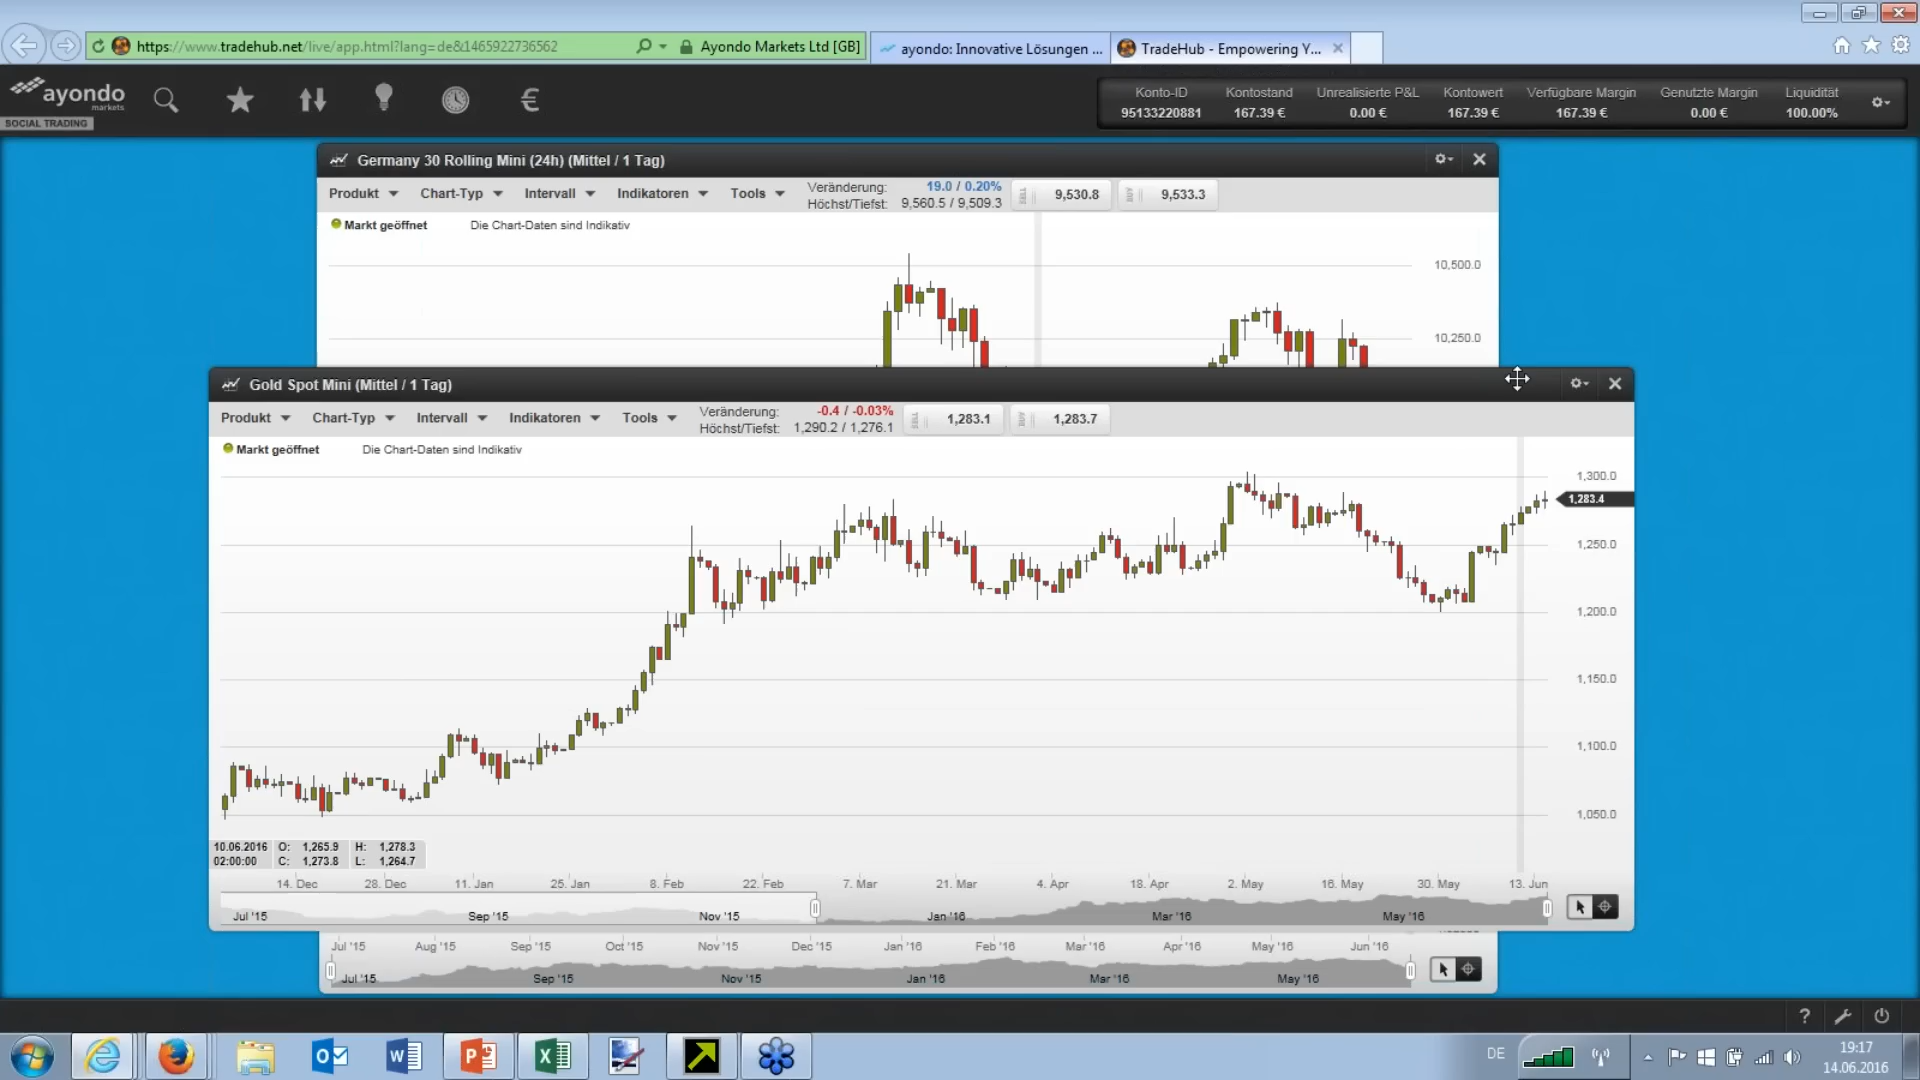 https://www.tradehub.net/live/app.html?lang=de&1465922736562
Ayondo Markets Ltd [GB]
ayondo: Innovative Lösungen ...
TradeHub - Empowering Y...
ayondo
markets
SOCIAL TRADING
€
Konto-ID Kontostand Unrealisierte P&L Kontowert Verfügbare Margin Genutzte Margin Liquidität
95133220881 167.39 € 0.00 € 167.39 € 167.39 € 0.00 € 100.00%
Germany 30 Rolling Mini (24h) (Mittel / 1 Tag)
Produkt Chart-Typ Intervall Indikatoren Tools
Veränderung: 19.0 / 0.20%
Höchst/Tiefst: 9,560.5 / 9,509.3
9,530.8 9,533.3
Markt geöffnet Die Chart-Daten sind Indikativ
10,500.0
10,250.0
Gold Spot Mini (Mittel / 1 Tag)
Produkt Chart-Typ Intervall Indikatoren Tools
Veränderung: -0.4 / -0.03%
Höchst/Tiefst: 1,290.2 / 1,276.1
1,283.1 1,283.7
Markt geöffnet Die Chart-Daten sind Indikativ
1,300.0
1,283.4
1,250.0
1,200.0
1,150.0
1,100.0
1,050.0
10.06.2016 O: 1,265.9 H: 1,278.3
02:00:00 C: 1,273.8 L: 1,264.7
14. Dec 28. Dec 11. Jan 25. Jan 8. Feb 22. Feb 7. Mar 21. Mar 4. Apr 18. Apr 2. May 16. May 30. May 13. Jun
Jul '15 Sep '15 Nov '15 Jan '16 Mar '16 May '16
Jul '15 Aug '15 Sep '15 Oct '15 Nov '15 Dec '15 Jan '16 Feb '16 Mar '16 Apr '16 May '16 Jun '16
Jul '15 Sep '15 Nov '15 Jan '16 Mar '16 May '16
?
DE
19:17
14.06.2016